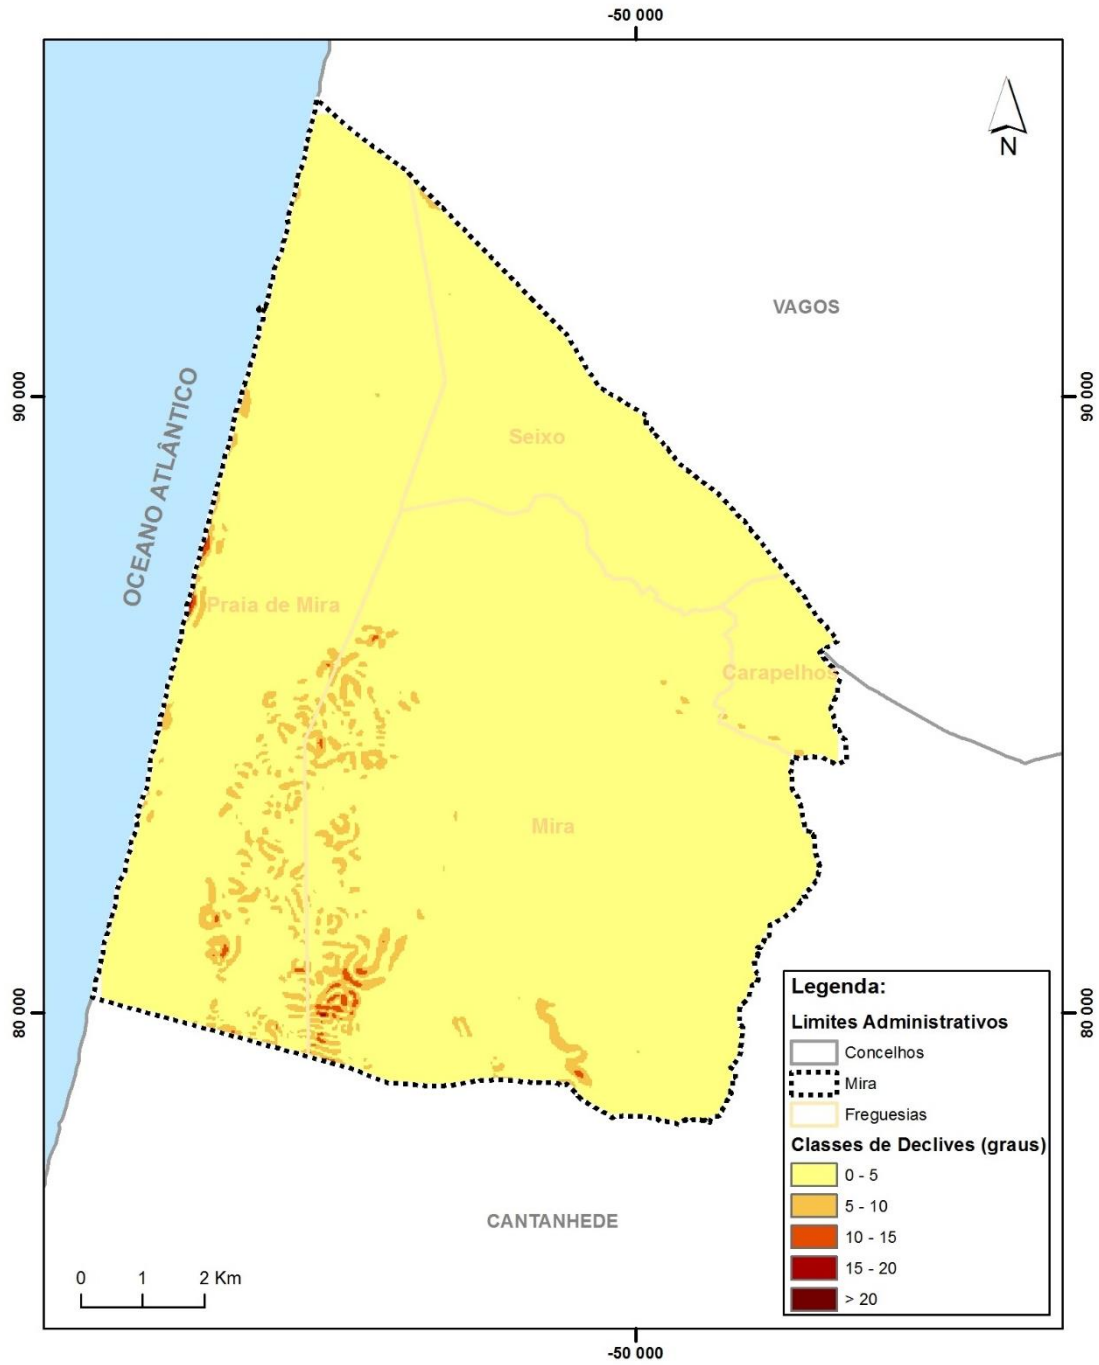 -50 000
N
VAGOS
90 000
90 000
OCEANO ATLÂNTICO
Seixo
Praia de Mira
Carapelhos
Mira
80 000
80 000
Legenda:
Limites Administrativos
Concelhos
Mira
Freguesias
Classes de Declives (graus)
0 - 5
5 - 10
10 - 15
15 - 20
> 20
CANTANHEDE
0 1 2 Km
-50 000